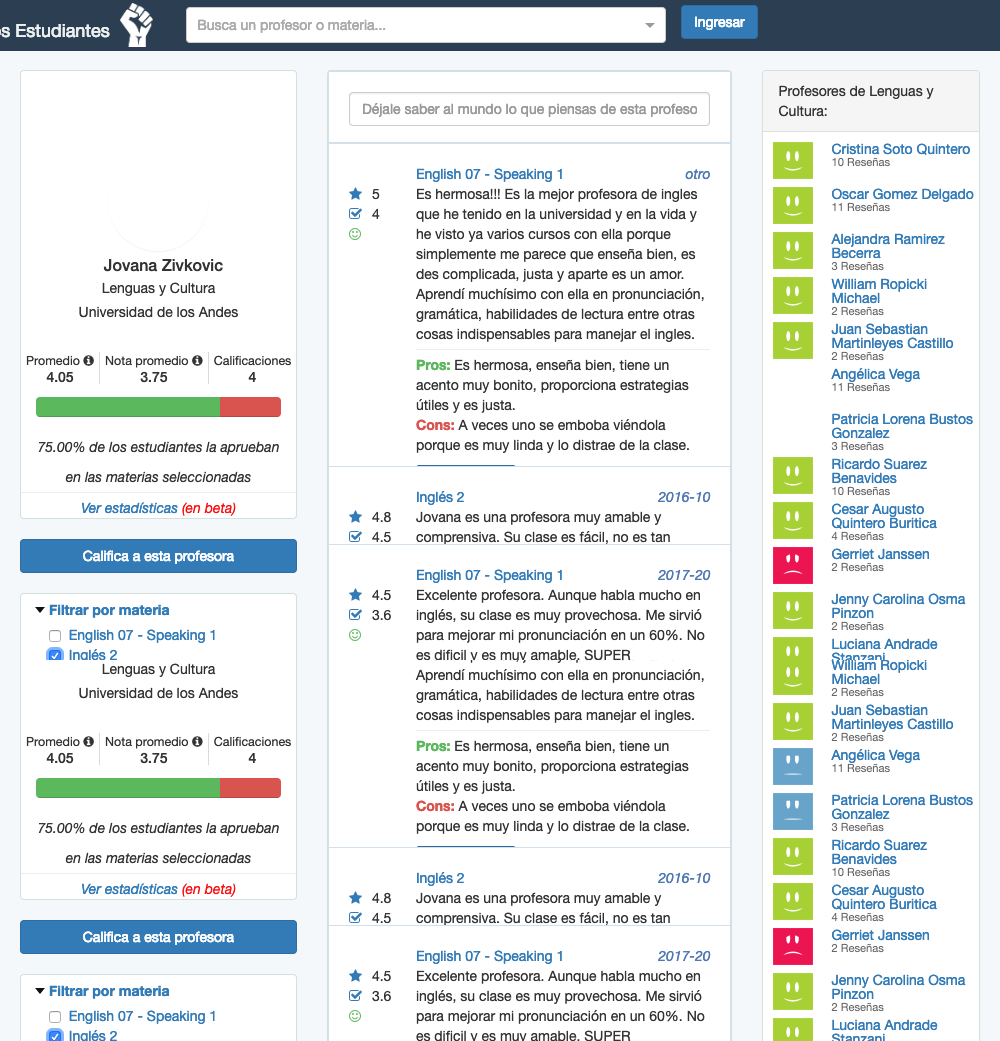 s Estudiantes
Busca un profesor o materia...
Ingresar
Jovana Zivkovic
Lenguas y Cultura
Universidad de los Andes
Promedio Nota promedio Calificaciones
4.05 3.75 4
75.00% de los estudiantes la aprueban
en las materias seleccionadas
Ver estadísticas (en beta)
Califica a esta profesora
Filtrar por materia
English 07 - Speaking 1
Inglés 2
Lenguas y Cultura
Universidad de los Andes
Promedio Nota promedio Calificaciones
4.05 3.75 4
75.00% de los estudiantes la aprueban
en las materias seleccionadas
Ver estadísticas (en beta)
Califica a esta profesora
Filtrar por materia
English 07 - Speaking 1
Inglés 2
Déjale saber al mundo lo que piensas de esta profeso
English 07 - Speaking 1 otro
5
4
Es hermosa!!! Es la mejor profesora de ingles
que he tenido en la universidad y en la vida y
he visto ya varios cursos con ella porque
simplemente me parece que enseña bien, es
des complicada, justa y aparte es un amor.
Aprendí muchísimo con ella en pronunciación,
gramática, habilidades de lectura entre otras
cosas indispensables para manejar el ingles.
Pros: Es hermosa, enseña bien, tiene un
acento muy bonito, proporciona estrategias
útiles y es justa.
Cons: A veces uno se emboba viéndola
porque es muy linda y lo distrae de la clase.
Inglés 2 2016-10
4.8
4.5
Jovana es una profesora muy amable y
comprensiva. Su clase es fácil, no es tan
English 07 - Speaking 1 2017-20
4.5
3.6
Excelente profesora. Aunque habla mucho en
inglés, su clase es muy provechosa. Me sirvió
para mejorar mi pronunciación en un 60%. No
es dificil y es muy amable. SUPER
Aprendí muchísimo con ella en pronunciación,
gramática, habilidades de lectura entre otras
cosas indispensables para manejar el ingles.
Pros: Es hermosa, enseña bien, tiene un
acento muy bonito, proporciona estrategias
útiles y es justa.
Cons: A veces uno se emboba viéndola
porque es muy linda y lo distrae de la clase.
Inglés 2 2016-10
4.8
4.5
Jovana es una profesora muy amable y
comprensiva. Su clase es fácil, no es tan
English 07 - Speaking 1 2017-20
4.5
3.6
Excelente profesora. Aunque habla mucho en
inglés, su clase es muy provechosa. Me sirvió
para mejorar mi pronunciación en un 60%. No
es dificil y es muy amable. SUPER
Profesores de Lenguas y
Cultura:
Cristina Soto Quintero
10 Reseñas
Oscar Gomez Delgado
11 Reseñas
Alejandra Ramirez
Becerra
3 Reseñas
William Ropicki
Michael
2 Reseñas
Juan Sebastian
Martinleyes Castillo
2 Reseñas
Angélica Vega
11 Reseñas
Patricia Lorena Bustos
Gonzalez
3 Reseñas
Ricardo Suarez
Benavides
10 Reseñas
Cesar Augusto
Quintero Buritica
4 Reseñas
Gerriet Janssen
2 Reseñas
Jenny Carolina Osma
Pinzon
2 Reseñas
Luciana Andrade
Stanzani
William Ropicki
Michael
2 Reseñas
Juan Sebastian
Martinleyes Castillo
2 Reseñas
Angélica Vega
11 Reseñas
Patricia Lorena Bustos
Gonzalez
3 Reseñas
Ricardo Suarez
Benavides
10 Reseñas
Cesar Augusto
Quintero Buritica
4 Reseñas
Gerriet Janssen
2 Reseñas
Jenny Carolina Osma
Pinzon
2 Reseñas
Luciana Andrade
Stanzani